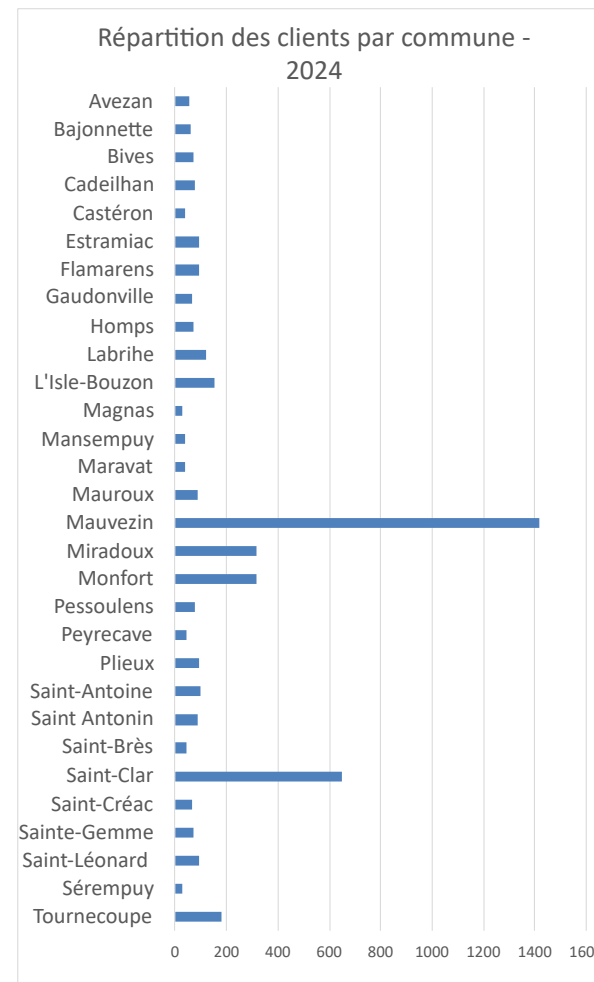 Répartition des clients par commune -
2024
Avezan
Bajonnette
Bives
Cadeilhan
Castéron
Estramiac
Flamarens
Gaudonville
Homps
Labrihe
L'Isle-Bouzon
Magnas
Mansempuy
Maravat
Mauroux
Mauvezin
Miradoux
Monfort
Pessoulens
Peyrecave
Plieux
Saint-Antoine
Saint Antonin
Saint-Brès
Saint-Clar
Saint-Créac
Sainte-Gemme
Saint-Léonard
Sérempuy
Tournecoupe
0 200 400 600 800 1000 1200 1400 1600